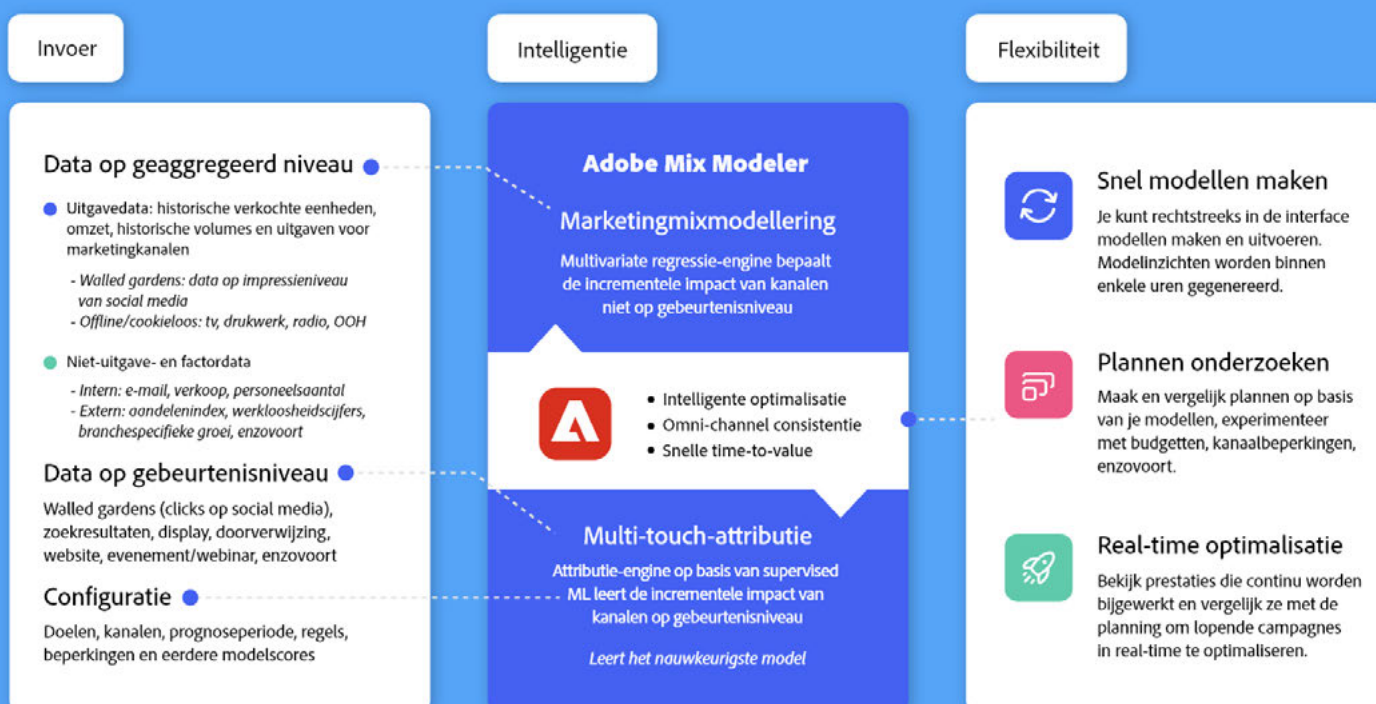 Invoer
Data op geaggregeerd niveau
Uitgavedata: historische verkochte eenheden,
omzet, historische volumes en uitgaven voor
marketingkanalen
- Walled gardens: data op impressieniveau
van social media
- Offline/cookieloos: tv, drukwerk, radio, OOH
Niet-uitgave- en factordata
- Intern: e-mail, verkoop, personeelsaantal
- Extern: aandelenindex, werkloosheidscijfers,
branchespecifieke groei, enzovoort
Data op gebeurtenisniveau
Walled gardens (clicks op social media),
zoekresultaten, display, doorverwijzing,
website, evenement/webinar, enzovoort
Configuratie
Doelen, kanalen, prognoseperiode, regels,
beperkingen en eerdere modelscores
Intelligentie
Adobe Mix Modeler
Marketingmixmodellering
Multivariate regressie-engine bepaalt
de incrementele impact van kanalen
niet op gebeurtenisniveau
• Intelligente optimalisatie
• Omni-channel consistentie
• Snelle time-to-value
Multi-touch-attributie
Attributie-engine op basis van supervised
ML leert de incrementele impact van
kanalen op gebeurtenisniveau
Leert het nauwkeurigste model
Flexibiliteit
Snel modellen maken
Je kunt rechtstreeks in de interface
modellen maken en uitvoeren.
Modelinzichten worden binnen
enkele uren gegenereerd.
Plannen onderzoeken
Maak en vergelijk plannen op basis
van je modellen, experimenteer
met budgetten, kanaalbeperkingen,
enzovoort.
Real-time optimalisatie
Bekijk prestaties die continu worden
bijgewerkt en vergelijk ze met de
planning om lopende campagnes
in real-time te optimaliseren.